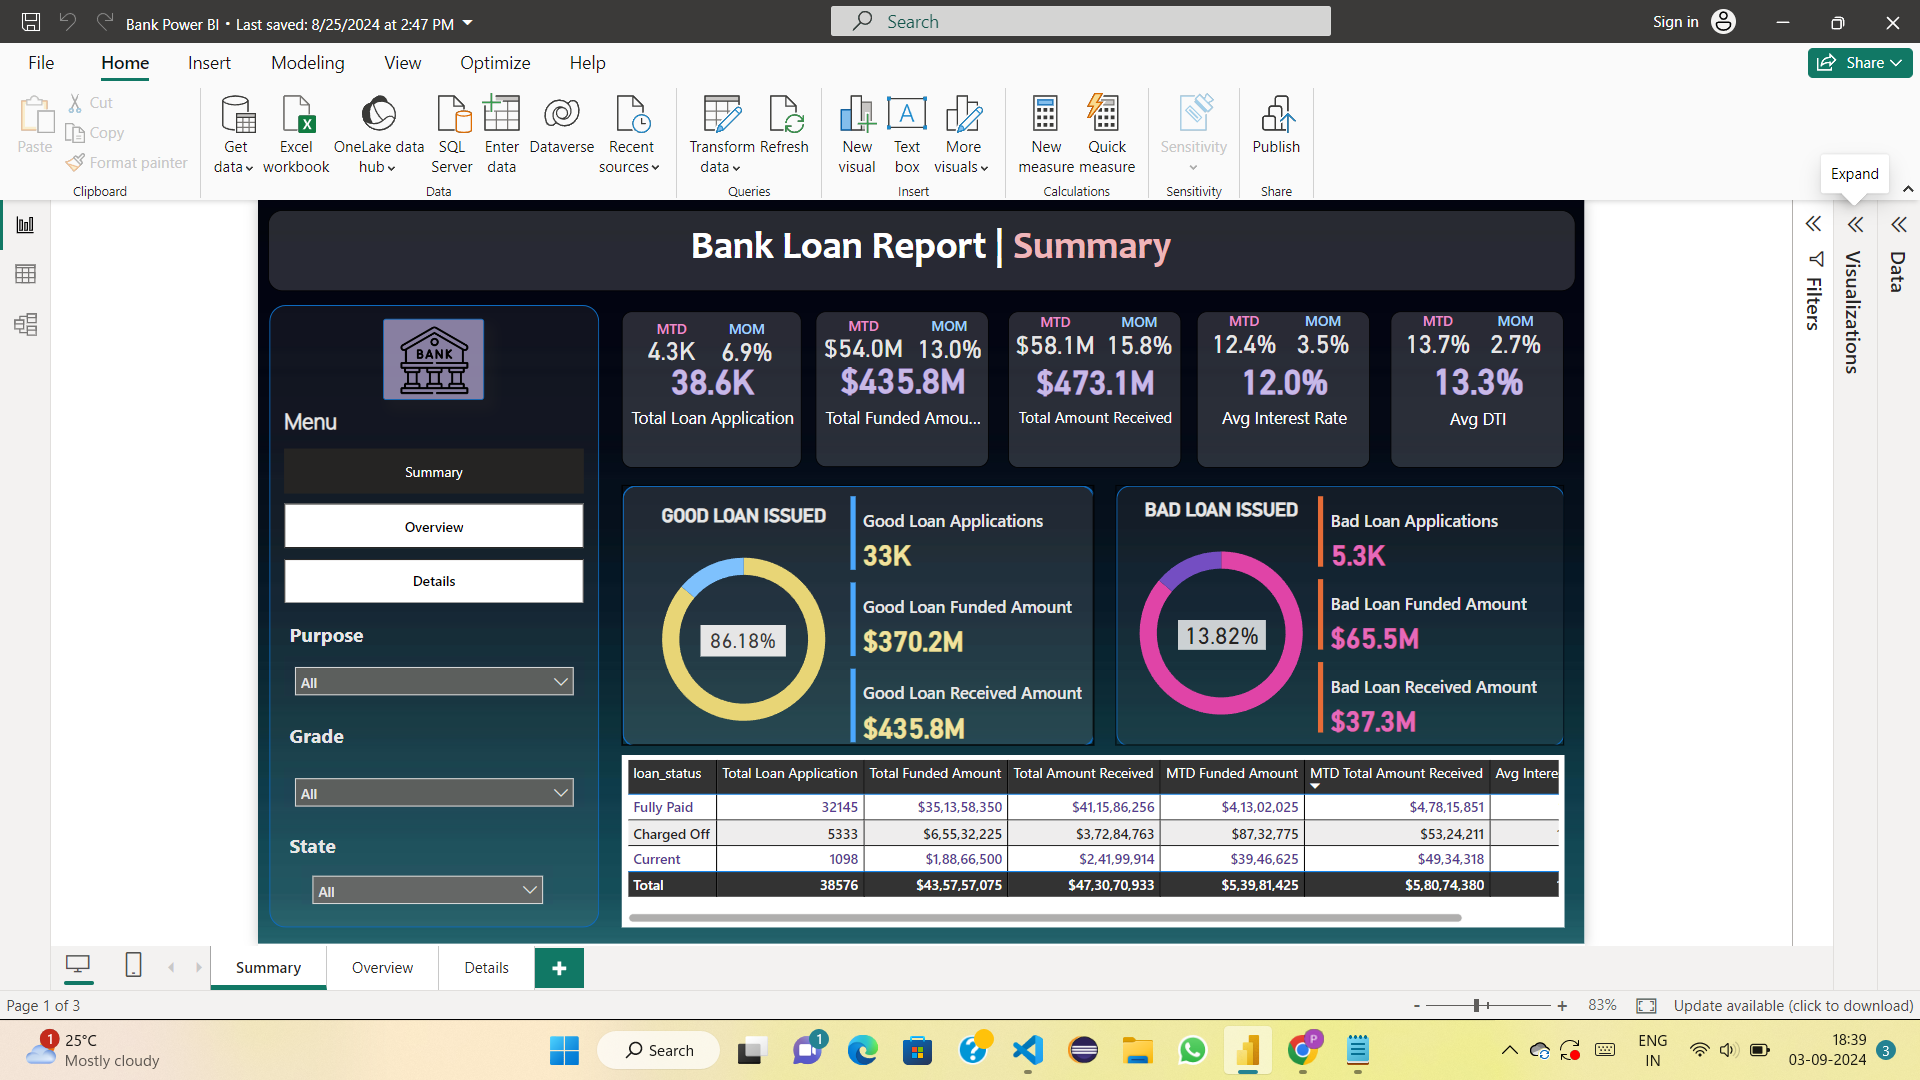 Bank Power BI • Last saved: 8/25/2024 at 2:47 PM
Search
Sign in
File Home Insert Modeling View Optimize Help
Share
Paste
Cut
Copy
Format painter
Clipboard
Get data
Excel workbook
OneLake data hub
SQL Server
Enter data
Dataverse
Recent sources
Data
Transform data
Refresh
Queries
New visual
Text box
More visuals
Insert
New measure
Quick measure
Calculations
Sensitivity
Sensitivity
Publish
Share
Expand
Filters
Visualizations
Data
Bank Loan Report | Summary
BANK
Menu
Summary
Overview
Details
Purpose
All
Grade
All
State
All
MTD MOM
4.3K 6.9%
38.6K
Total Loan Application
MTD MOM
$54.0M 13.0%
$435.8M
Total Funded Amou...
MTD MOM
$58.1M 15.8%
$473.1M
Total Amount Received
MTD MOM
12.4% 3.5%
12.0%
Avg Interest Rate
MTD MOM
13.7% 2.7%
13.3%
Avg DTI
GOOD LOAN ISSUED
86.18%
Good Loan Applications
33K
Good Loan Funded Amount
$370.2M
Good Loan Received Amount
$435.8M
BAD LOAN ISSUED
13.82%
Bad Loan Applications
5.3K
Bad Loan Funded Amount
$65.5M
Bad Loan Received Amount
$37.3M
loan_status Total Loan Application Total Funded Amount Total Amount Received MTD Funded Amount MTD Total Amount Received Avg Intere
Fully Paid 32145 $35,13,58,350 $41,15,86,256 $4,13,02,025 $4,78,15,851
Charged Off 5333 $6,55,32,225 $3,72,84,763 $87,32,775 $53,24,211
Current 1098 $1,88,66,500 $2,41,99,914 $39,46,625 $49,34,318
Total 38576 $43,57,57,075 $47,30,70,933 $5,39,81,425 $5,80,74,380
Summary Overview Details +
Page 1 of 3
- + 83%
Update available (click to download)
1
25°C
Mostly cloudy
Search
1
P
ENG
IN
18:39
03-09-2024
3